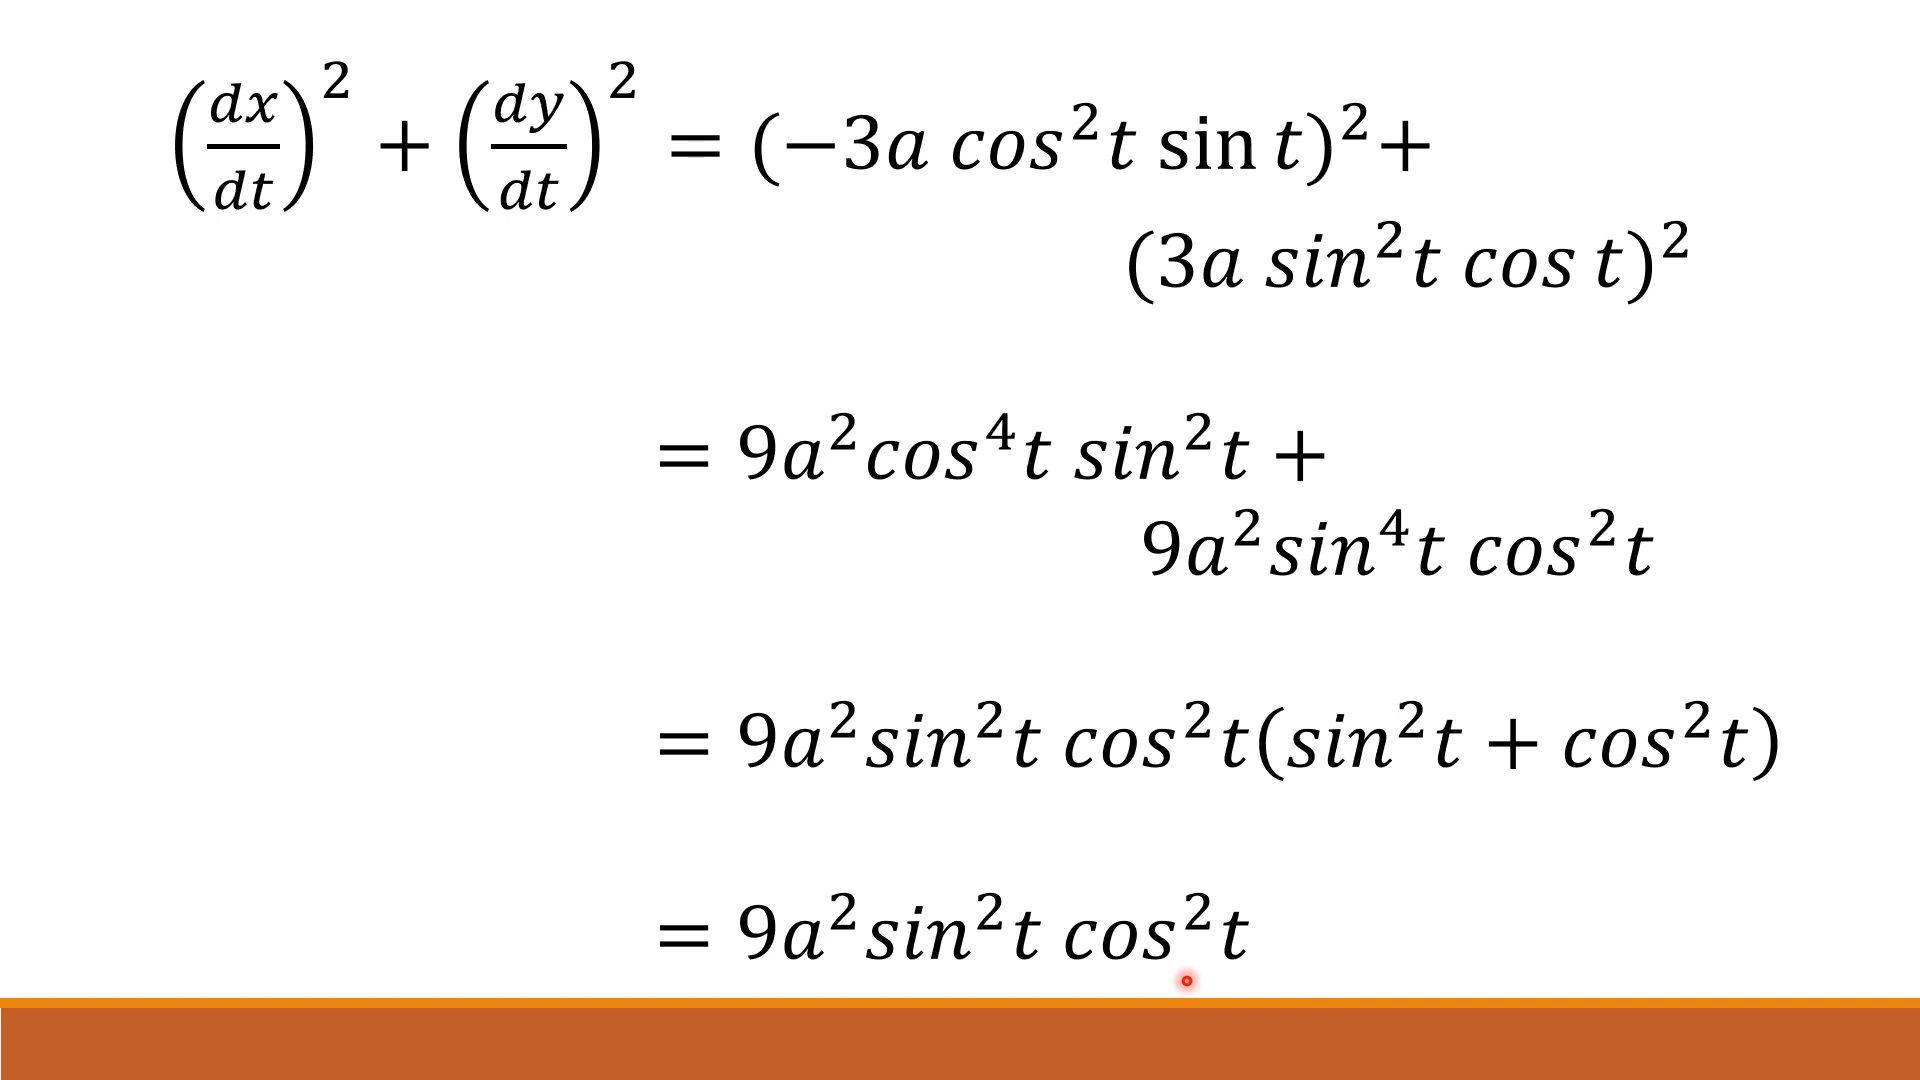 (dx/dt)² + (dy/dt)² = (−3a cos²t sin t)²+
(3a sin²t cos t)²
= 9a²cos⁴t sin²t +
9a²sin⁴t cos²t
= 9a²sin²t cos²t(sin²t + cos²t)
= 9a²sin²t cos²t